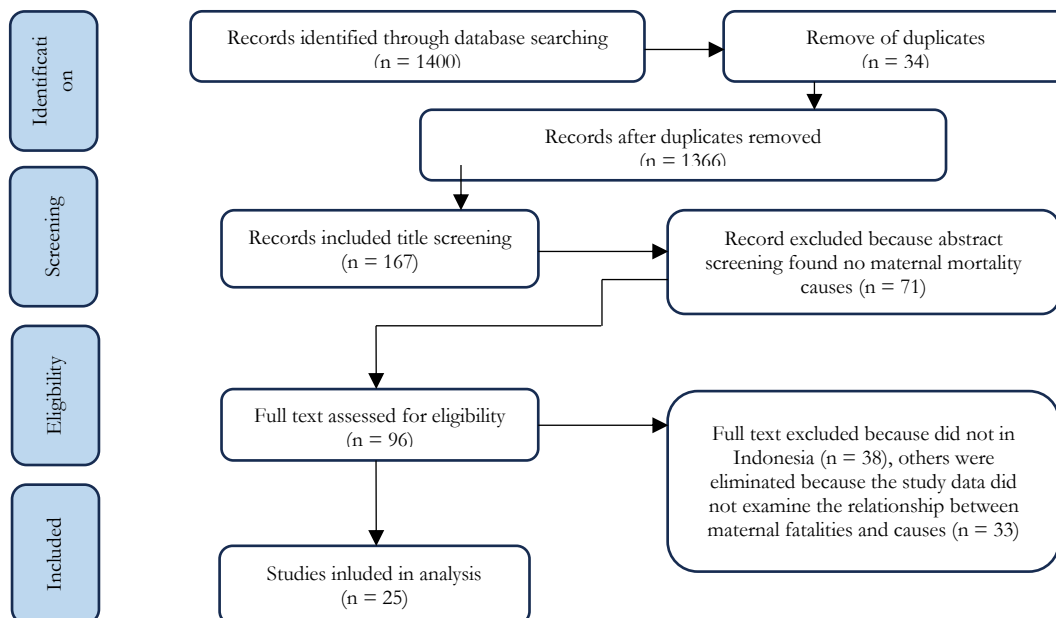 Identificati
on
Records identified through database searching
(n = 1400)
Remove of duplicates
(n = 34)
Records after duplicates removed
(n = 1366)
Screening
Records included title screening
(n = 167)
Record excluded because abstract
screening found no maternal mortality
causes (n = 71)
Eligibility
Full text assessed for eligibility
(n = 96)
Full text excluded because did not in
Indonesia (n = 38), others were
eliminated because the study data did
not examine the relationship between
maternal fatalities and causes (n = 33)
Included
Studies inluded in analysis
(n = 25)